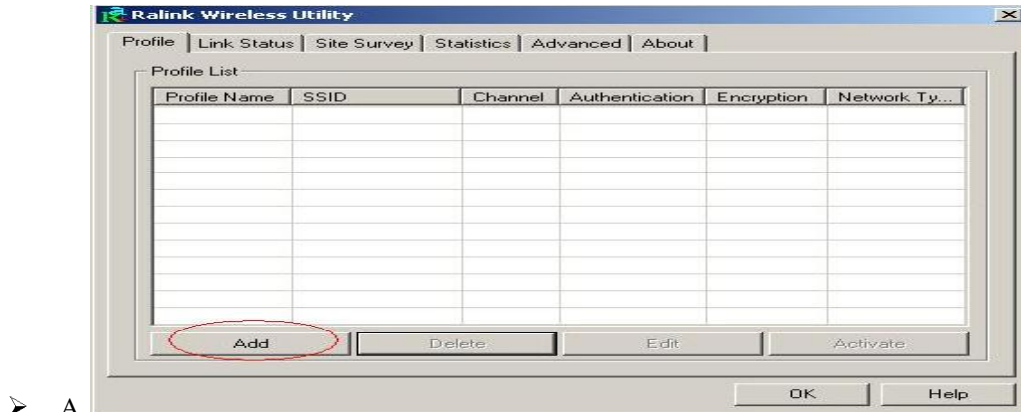 Ralink Wireless Utility
Profile Link Status Site Survey Statistics Advanced About
Profile List
Profile Name SSID Channel Authentication Encryption Network Ty...
Add Delete Edit Activate
OK Help
➢ A